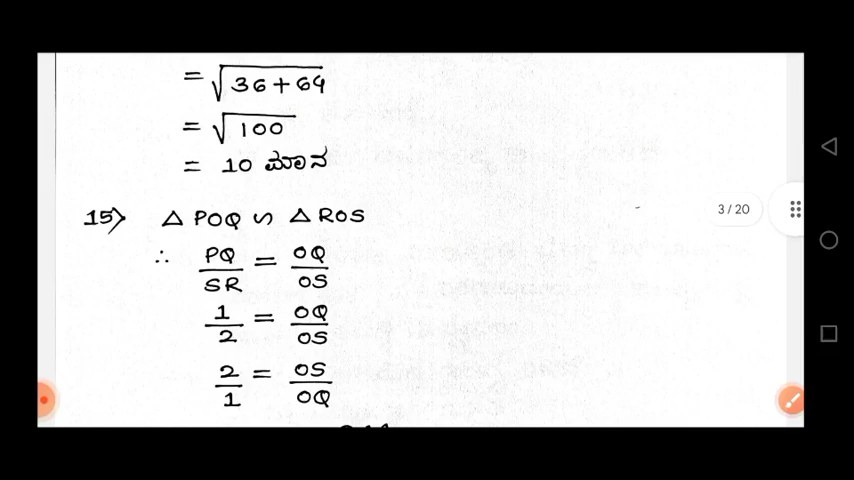 = √36+64
= √100
= 10 ಮಾನ
15) △ POQ ∽ △ ROS
3/20
∴ PQ/SR = OQ/OS
1/2 = OQ/OS
2/1 = OS/OQ